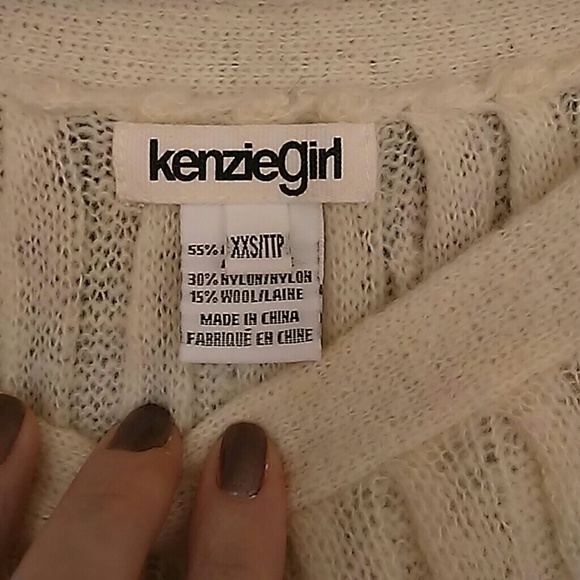 kenziegirl
XXS/TTP
55%
30% NYLON/NYLON
15% WOOL/LAINE
MADE IN CHINA
FABRIQUÉ EN CHINE